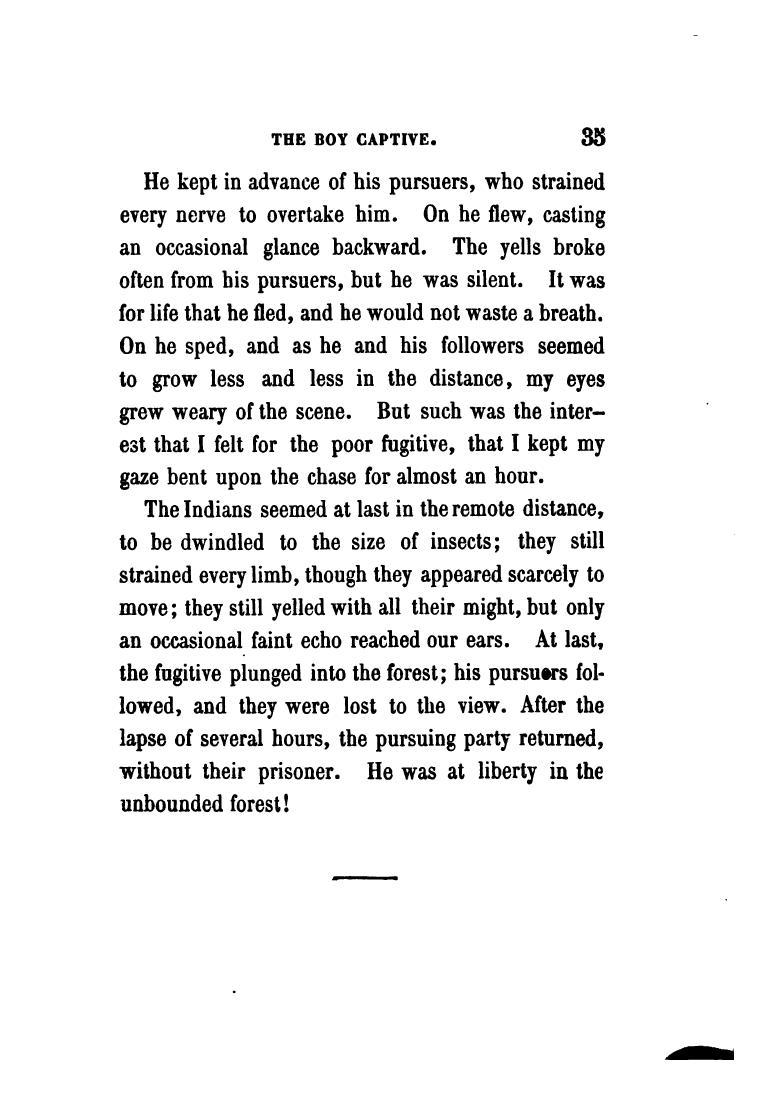 THE BOY CAPTIVE. 35
He kept in advance of his pursuers, who strained
every nerve to overtake him. On he flew, casting
an occasional glance backward. The yells broke
often from his pursuers, but he was silent. It was
for life that he fled, and he would not waste a breath.
On he sped, and as he and his followers seemed
to grow less and less in the distance, my eyes
grew weary of the scene. But such was the inter-
est that I felt for the poor fugitive, that I kept my
gaze bent upon the chase for almost an hour.
The Indians seemed at last in the remote distance,
to be dwindled to the size of insects; they still
strained every limb, though they appeared scarcely to
move; they still yelled with all their might, but only
an occasional faint echo reached our ears. At last,
the fugitive plunged into the forest; his pursuers fol-
lowed, and they were lost to the view. After the
lapse of several hours, the pursuing party returned,
without their prisoner. He was at liberty in the
unbounded forest!